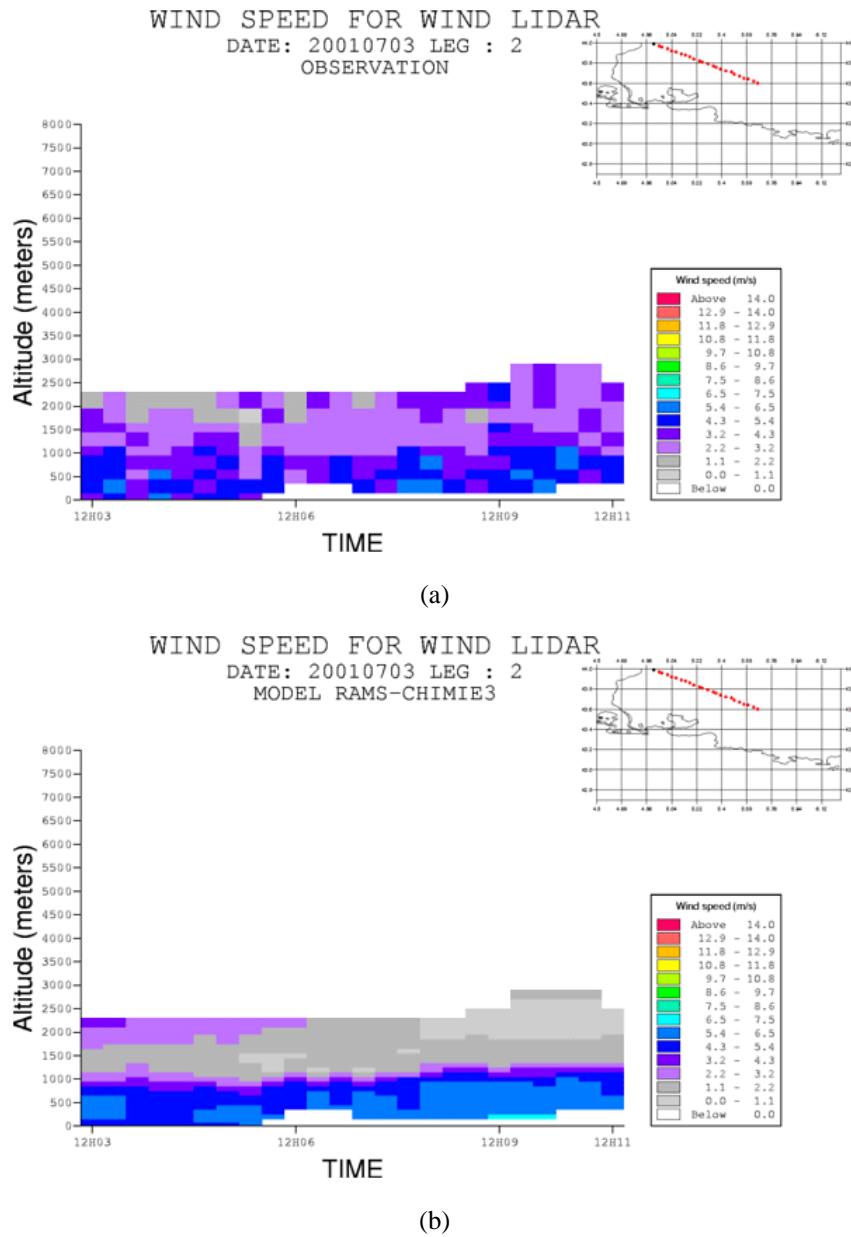 WIND SPEED FOR WIND LIDAR
DATE: 20010703 LEG : 2
OBSERVATION
Altitude (meters)
8000
7500
7000
6500
6000
5500
5000
4500
4000
3500
3000
2500
2000
1500
1000
500
0
12H03 12H06 12H09 12H11
TIME
Wind speed (m/s)
Above 14.0
12.9 - 14.0
11.8 - 12.9
10.8 - 11.8
9.7 - 10.8
8.6 - 9.7
7.5 - 8.6
6.5 - 7.5
5.4 - 6.5
4.3 - 5.4
3.2 - 4.3
2.2 - 3.2
1.1 - 2.2
0.0 - 1.1
Below 0.0
(a)
WIND SPEED FOR WIND LIDAR
DATE: 20010703 LEG : 2
MODEL RAMS-CHIMIE3
Altitude (meters)
8000
7500
7000
6500
6000
5500
5000
4500
4000
3500
3000
2500
2000
1500
1000
500
0
12H03 12H06 12H09 12H11
TIME
Wind speed (m/s)
Above 14.0
12.9 - 14.0
11.8 - 12.9
10.8 - 11.8
9.7 - 10.8
8.6 - 9.7
7.5 - 8.6
6.5 - 7.5
5.4 - 6.5
4.3 - 5.4
3.2 - 4.3
2.2 - 3.2
1.1 - 2.2
0.0 - 1.1
Below 0.0
(b)